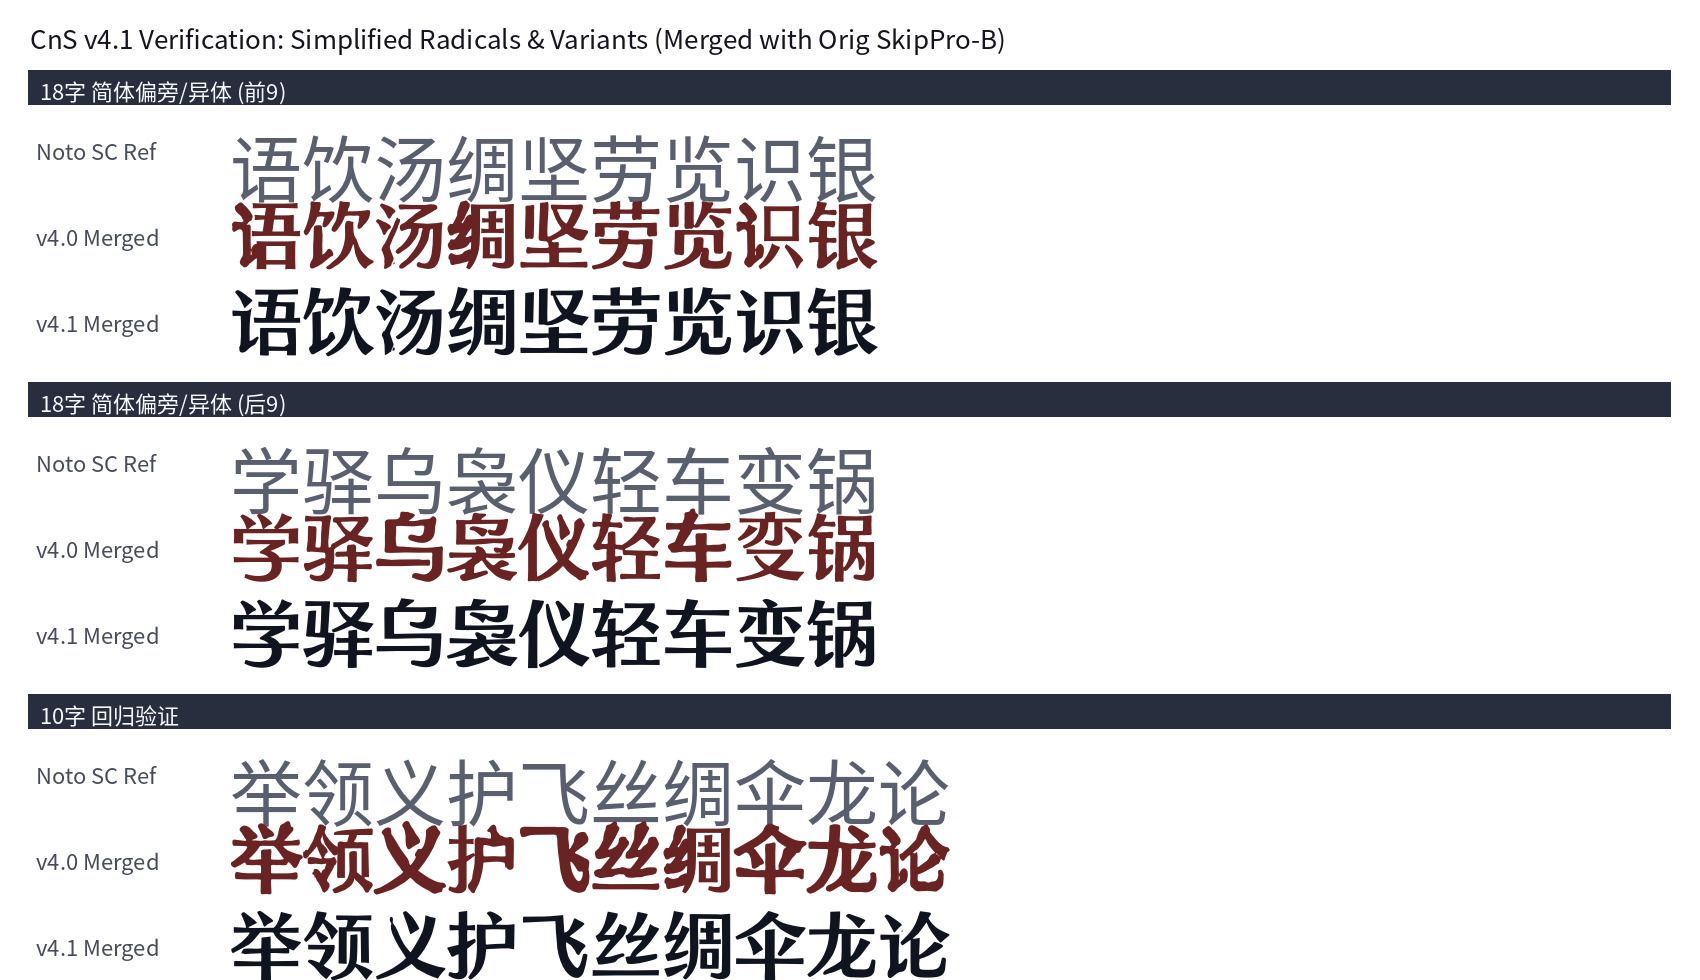 CnS v4.1 Verification: Simplified Radicals & Variants (Merged with Orig SkipPro-B)
18字 简体偏旁/异体 (前9)
Noto SC Ref 语饮汤绸坚劳览识银
v4.0 Merged 语饮汤绸坚劳览识银
v4.1 Merged 语饮汤绸坚劳览识银
18字 简体偏旁/异体 (后9)
Noto SC Ref 学驿乌袅仪轻车变锅
v4.0 Merged 学驿乌袅仪轻车变锅
v4.1 Merged 学驿乌袅仪轻车变锅
10字 回归验证
Noto SC Ref 举领义护飞丝绸伞龙论
v4.0 Merged 举领义护飞丝绸伞龙论
v4.1 Merged 举领义护飞丝绸伞龙论